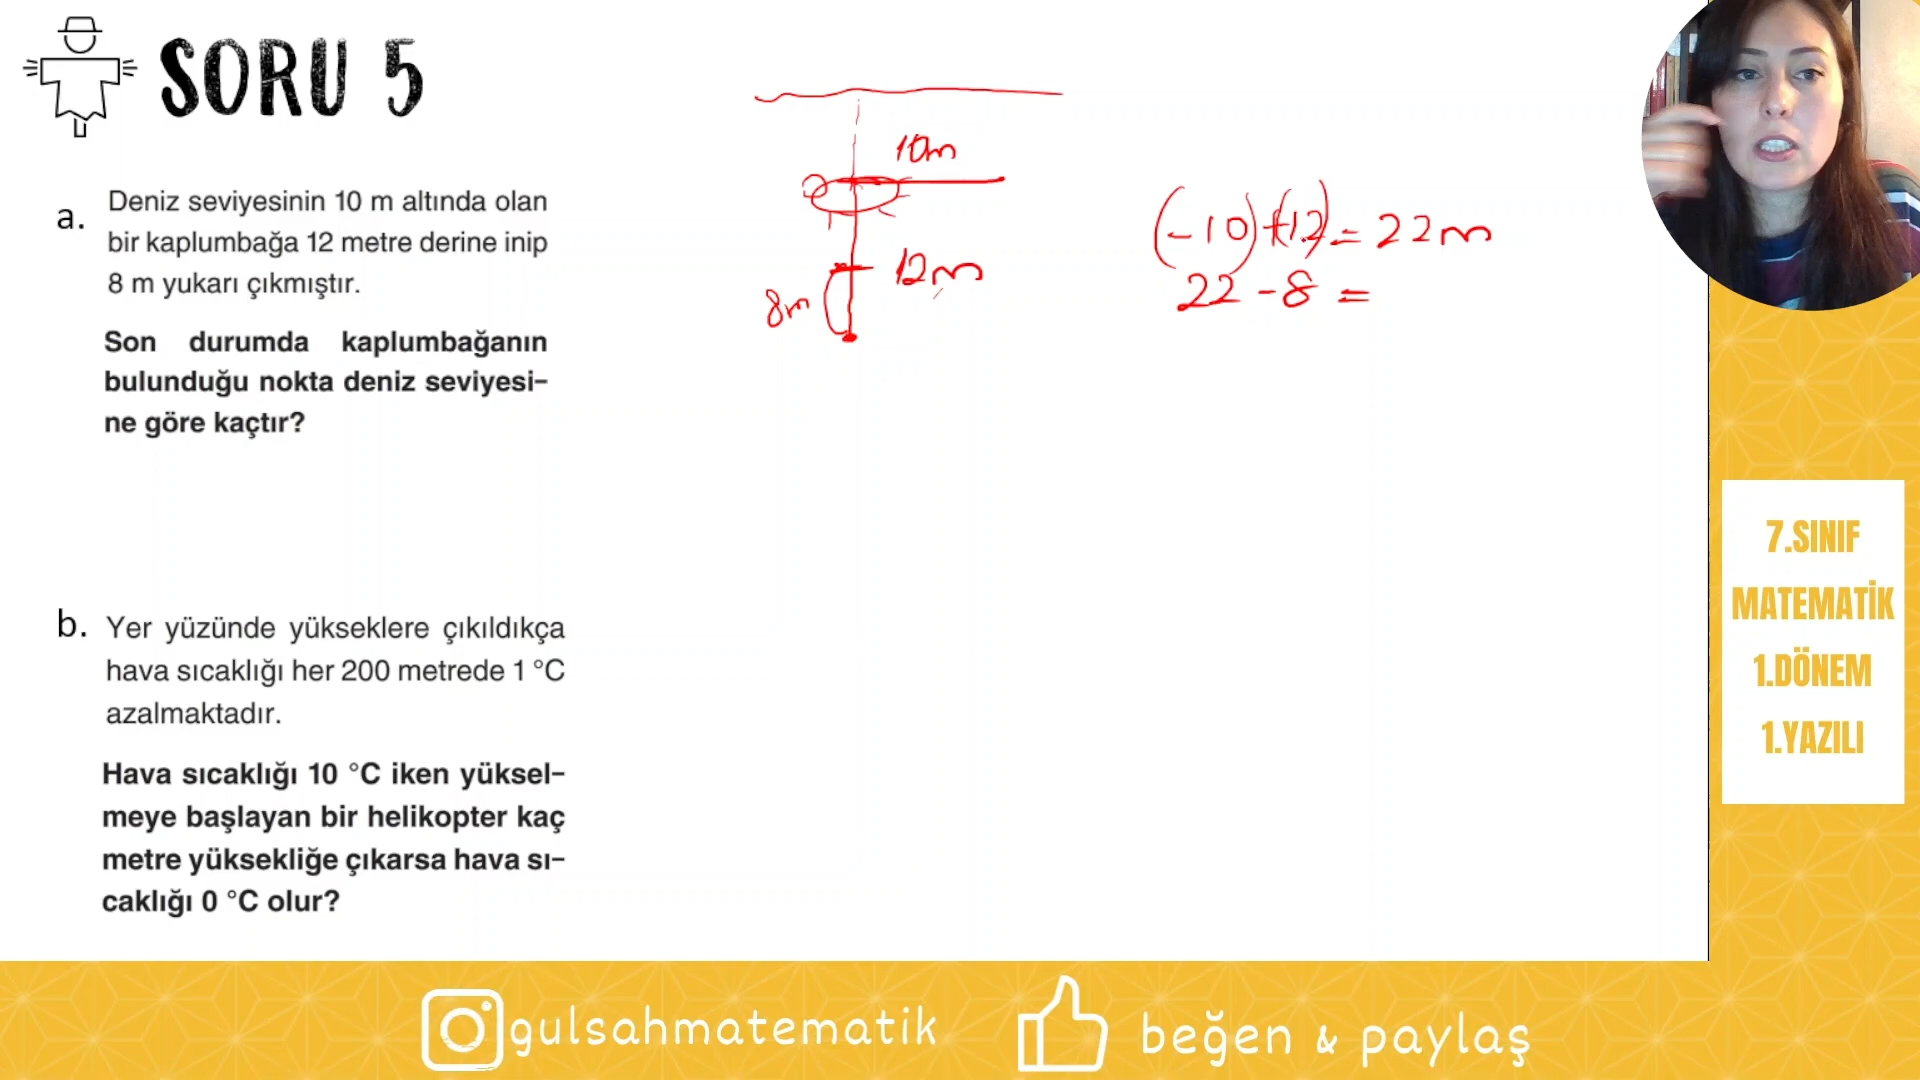 SORU 5
a.
Deniz seviyesinin 10 m altında olan
bir kaplumbağa 12 metre derine inip
8 m yukarı çıkmıştır.
Son durumda kaplumbağanın
bulunduğu nokta deniz seviyesi-
ne göre kaçtır?
10m
12m
8m
(-10)+(12)=22m
22-8=
b.
Yer yüzünde yükseklere çıkıldıkça
hava sıcaklığı her 200 metrede 1 °C
azalmaktadır.
Hava sıcaklığı 10 °C iken yüksel-
meye başlayan bir helikopter kaç
metre yüksekliğe çıkarsa hava sı-
caklığı 0 °C olur?
7.SINIF
MATEMATİK
1.DÖNEM
1.YAZILI
gulsahmatematik
beğen & paylaş